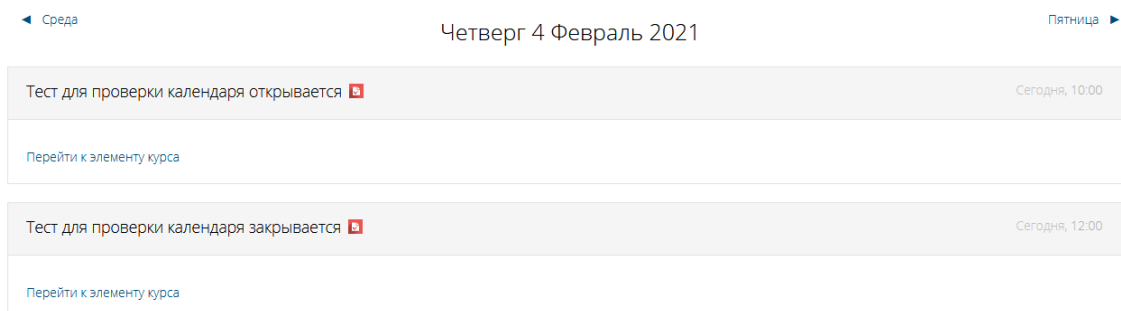 ◄ Среда
Четверг 4 Февраль 2021
Пятница ►
Тест для проверки календаря открывается
Сегодня, 10:00
Перейти к элементу курса
Тест для проверки календаря закрывается
Сегодня, 12:00
Перейти к элементу курса